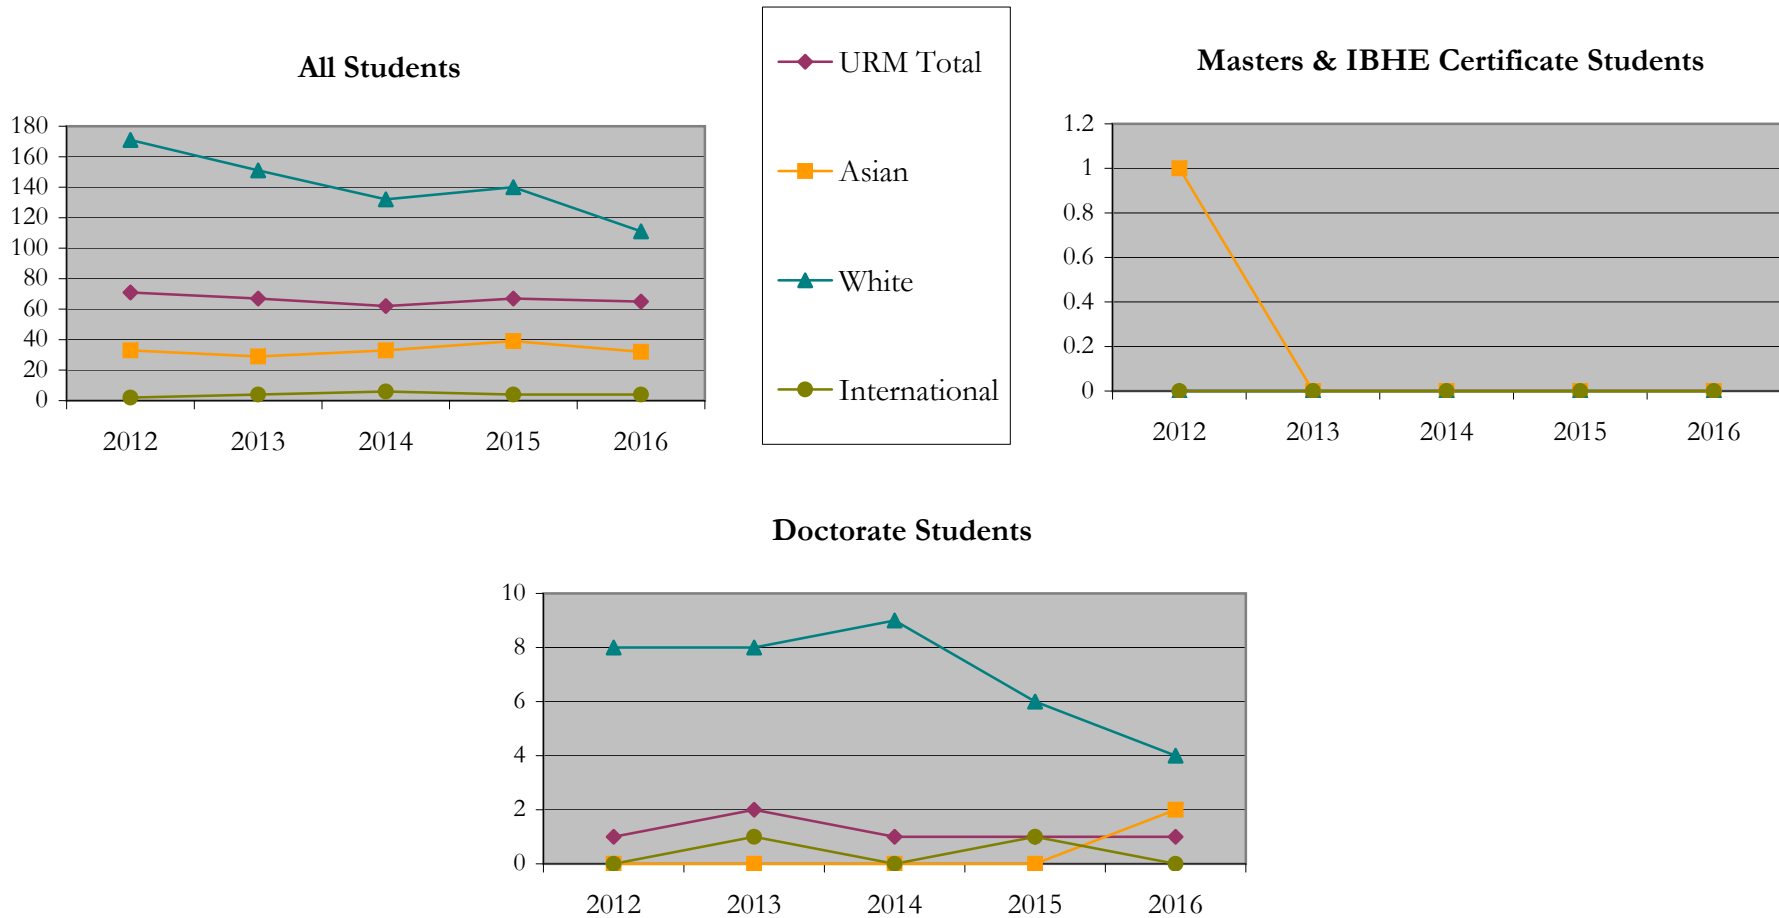 All Students
180
160
140
120
100
80
60
40
20
0
2012 2013 2014 2015 2016
URM Total
Asian
White
International
Masters & IBHE Certificate Students
1.2
1
0.8
0.6
0.4
0.2
0
2012 2013 2014 2015 2016
Doctorate Students
10
8
6
4
2
0
2012 2013 2014 2015 2016